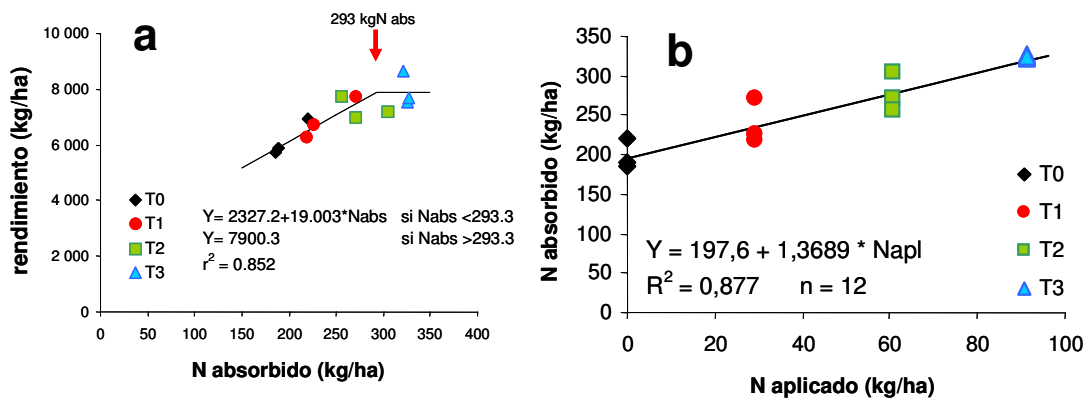 293 kgN abs
a
10 000
8 000
6 000
4 000
2 000
0
rendimiento (kg/ha)
T0
T1
T2
T3
Y= 2327.2+19.003*Nabs si Nabs <293.3
Y= 7900.3 si Nabs >293.3
r² = 0.852
0 50 100 150 200 250 300 350 400
N absorbido (kg/ha)
b
350
300
250
200
150
100
50
0
N absorbido (kg/ha)
T0
T1
T2
T3
Y = 197,6 + 1,3689 * Napl
R² = 0,877 n = 12
0 20 40 60 80 100
N aplicado (kg/ha)